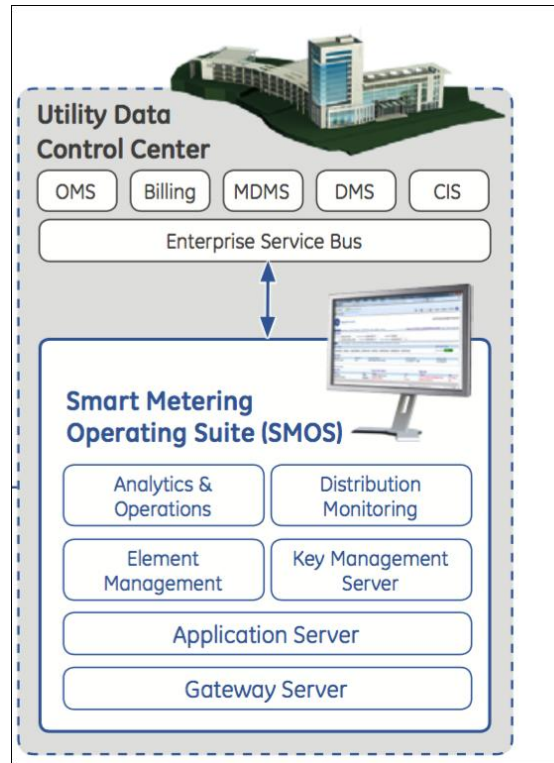 Utility Data
Control Center
OMS
Billing
MDMS
DMS
CIS
Enterprise Service Bus
Smart Metering
Operating Suite (SMOS)
Analytics &
Operations
Distribution
Monitoring
Element
Management
Key Management
Server
Application Server
Gateway Server